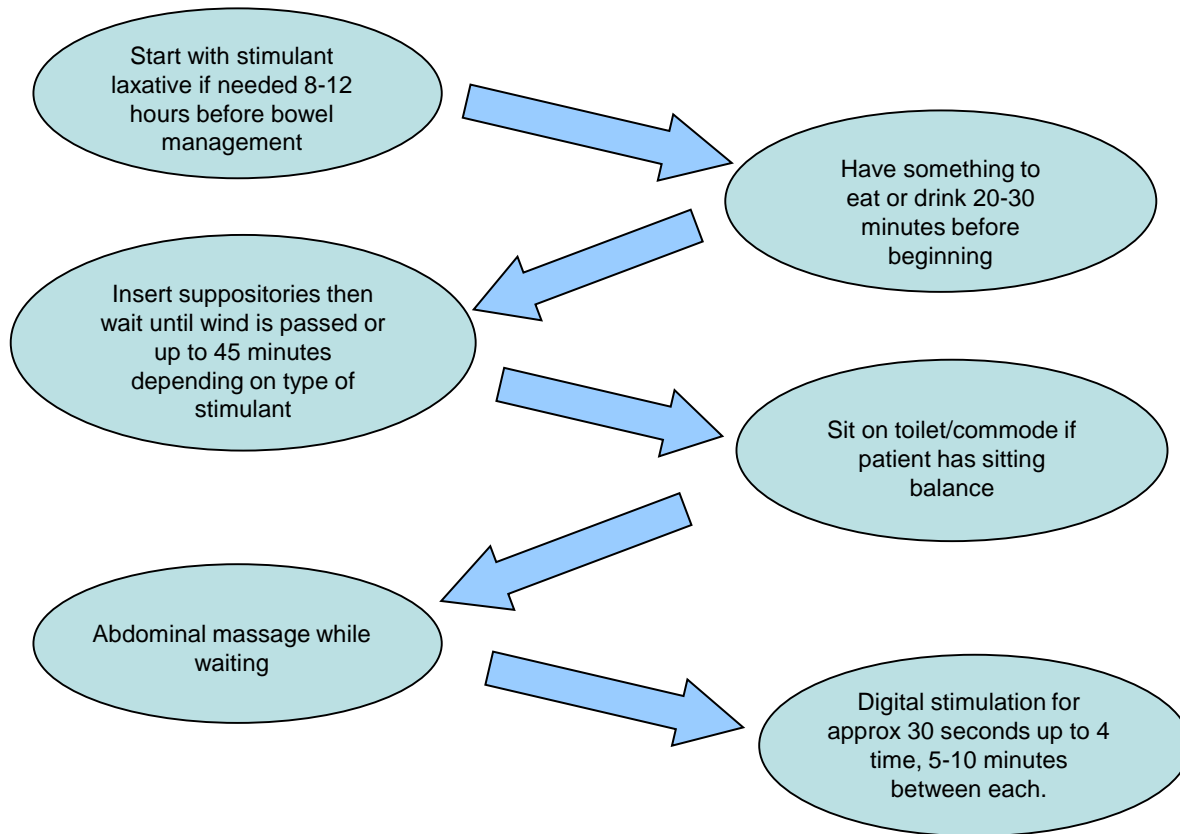 Start with stimulant
laxative if needed 8-12
hours before bowel
management
Have something to
eat or drink 20-30
minutes before
beginning
Insert suppositories then
wait until wind is passed or
up to 45 minutes
depending on type of
stimulant
Sit on toilet/commode if
patient has sitting
balance
Abdominal massage while
waiting
Digital stimulation for
approx 30 seconds up to 4
time, 5-10 minutes
between each.